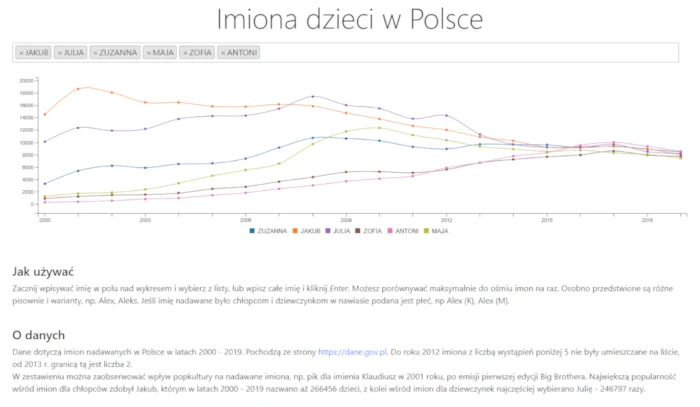 Imiona dzieci w Polsce
× JAKUB × JULIA × ZUZANNA × MAJA × ZOFIA × ANTONI
20000
18000
16000
14000
12000
10000
8000
6000
4000
2000
0
2000 2003 2006 2009 2012 2015 2018
ZUZANNA JAKUB JULIA ZOFIA ANTONI MAJA
Jak używać
Zacznij wpisywać imię w polu nad wykresem i wybierz z listy, lub wpisz całe imię i kliknij Enter. Możesz porównywać maksymalnie do ośmiu imion na raz. Osobno przedstwione są różne
pisownie i warianty, np. Alex, Aleks. Jeśli imię nadawane było chłopcom i dziewczynkom w nawiasie podana jest płeć, np Alex (K), Alex (M).
O danych
Dane dotyczą imion nadawanych w Polsce w latach 2000 - 2019. Pochodzą ze strony https://dane.gov.pl. Do roku 2012 imiona z liczbą wystąpień poniżej 5 nie były umieszczane na liście,
od 2013 r. granicą tą jest liczba 2.
W zestawieniu można zaobserwować wpływ popkultury na nadawane imiona, np. pik dla imienia Klaudiusz w 2001 roku, po emisji pierwszej edycji Big Brothera. Największą popularność
wśród imion dla chłopców zdobył Jakub, którym w latach 2000 - 2019 nazwano aż 266456 dzieci, z kolei wśród imion dla dziewczynek najczęściej wybierano Julię - 246797 razy.